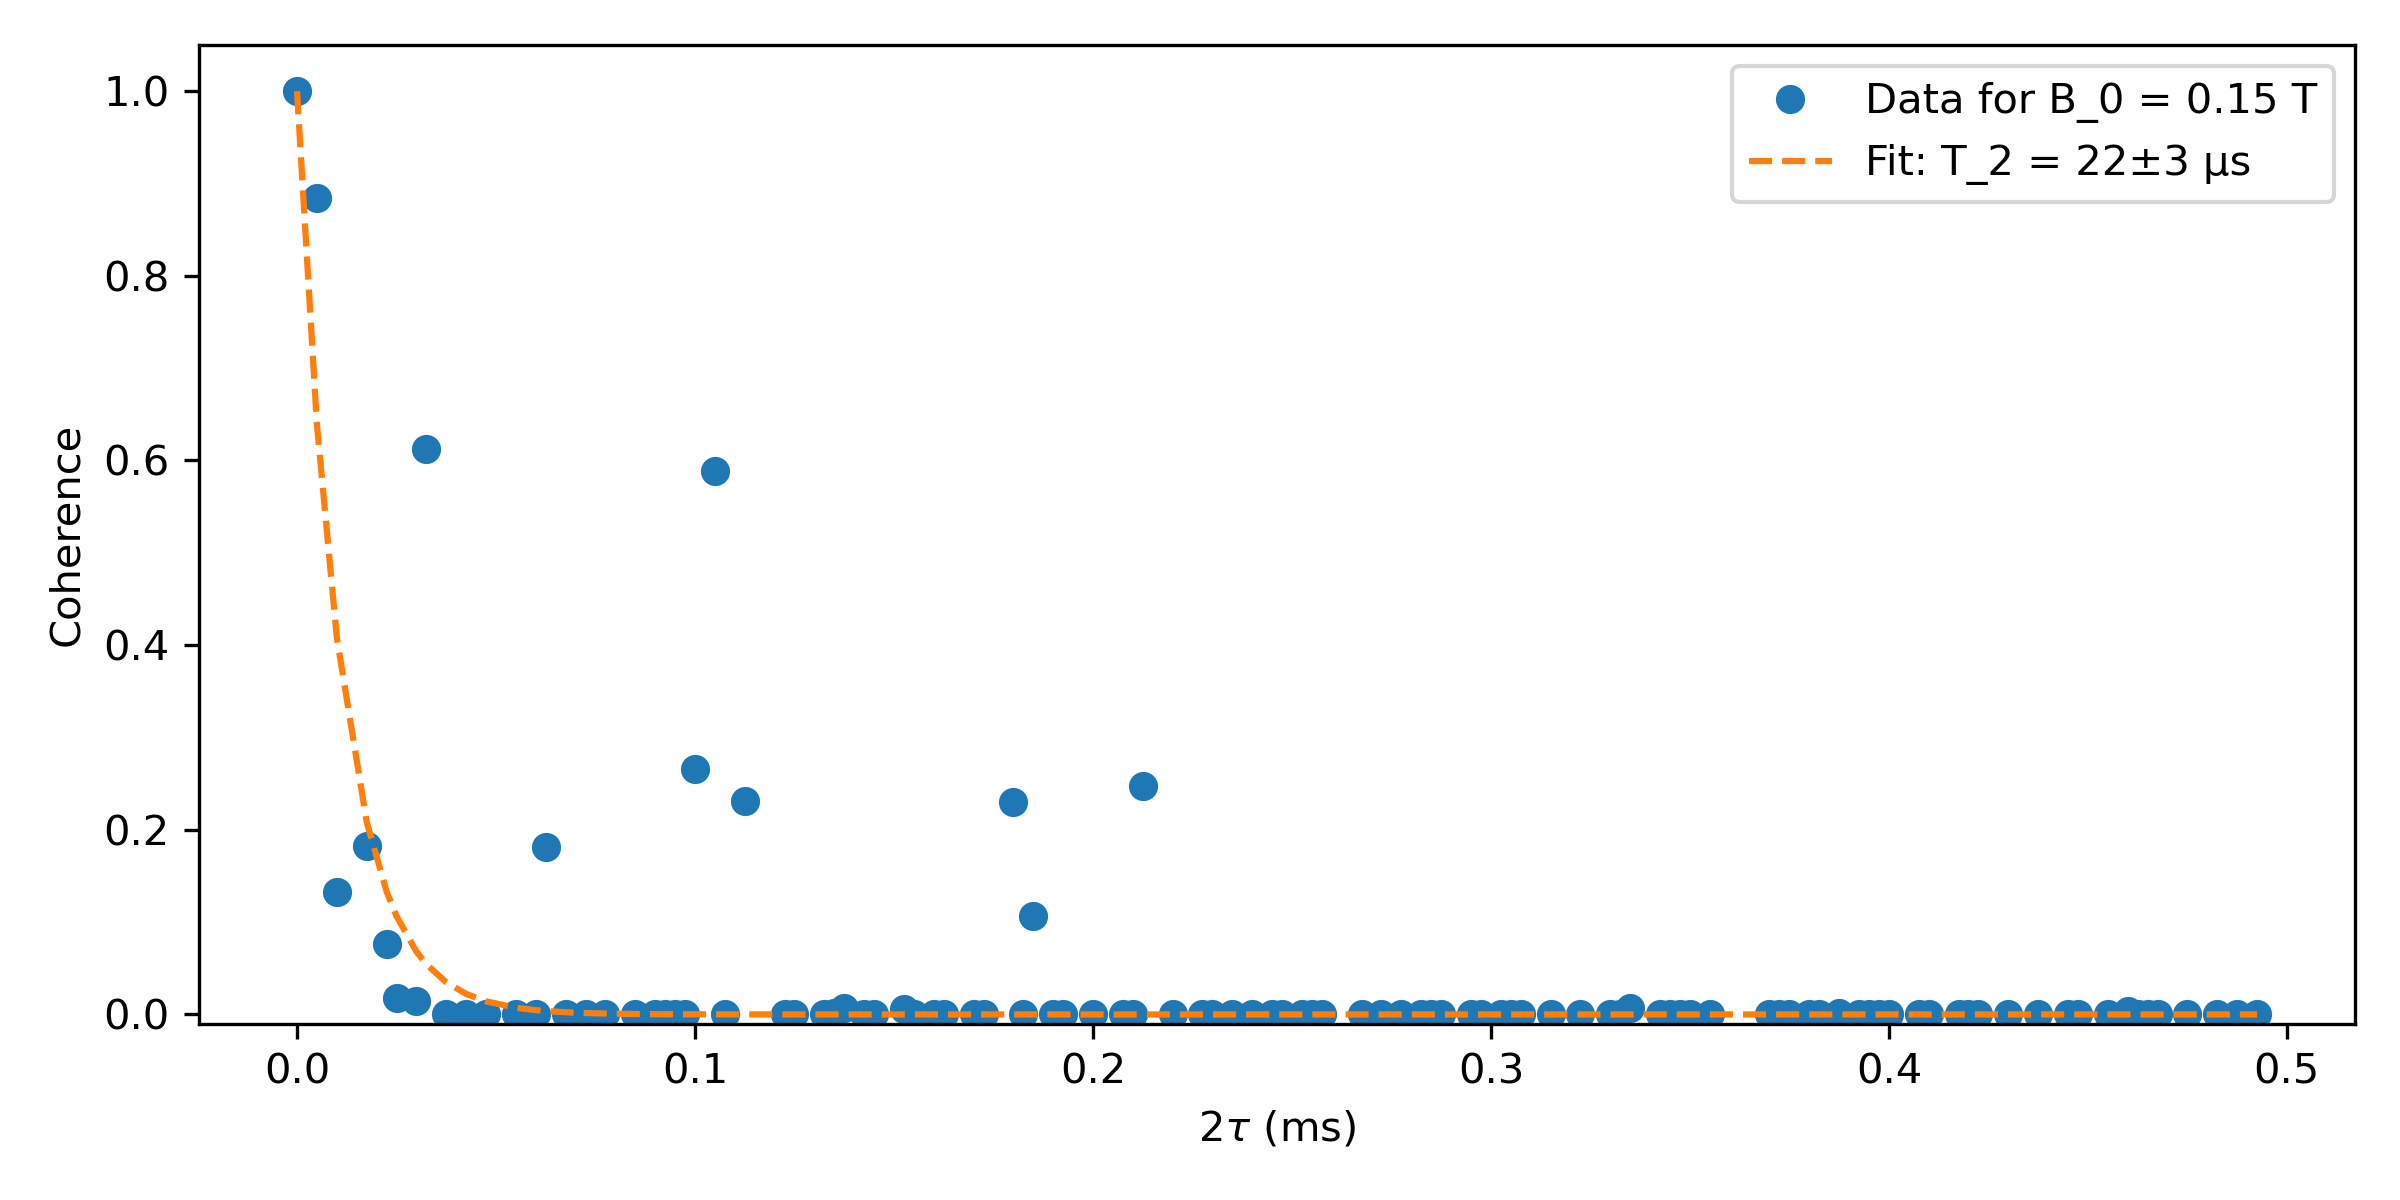 Data for B_0 = 0.15 T
Fit: T_2 = 22±3 μs
1.0
0.8
0.6
0.4
0.2
0.0
Coherence
0.0 0.1 0.2 0.3 0.4 0.5
2τ (ms)